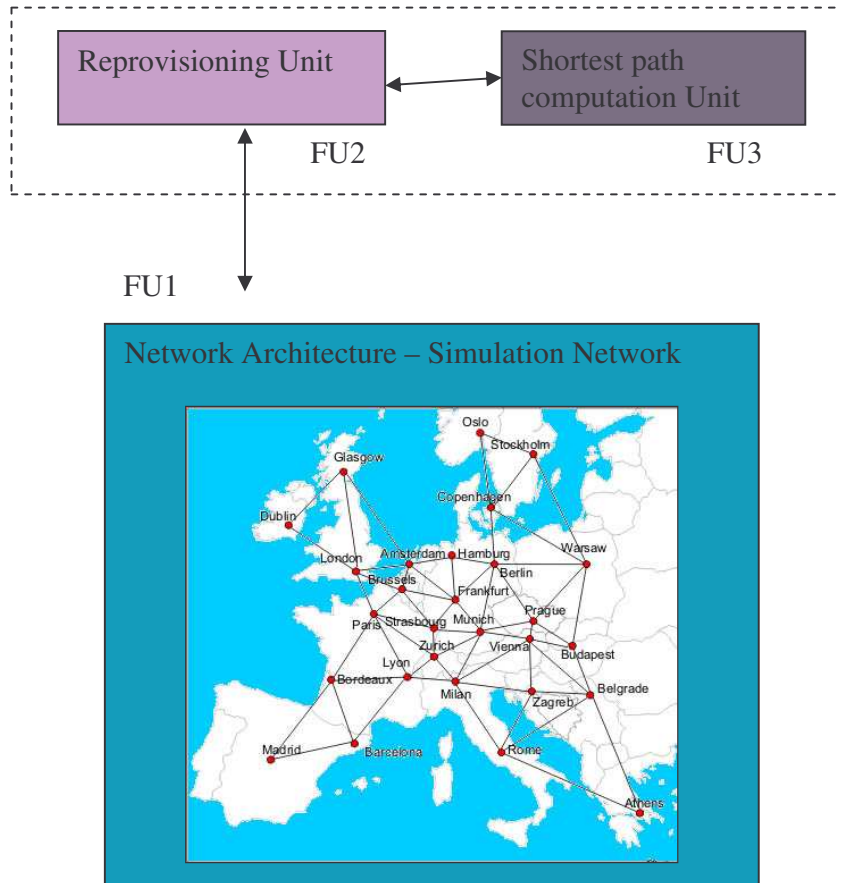 Reprovisioning Unit
Shortest path
computation Unit
FU2
FU3
FU1
Network Architecture – Simulation Network
Oslo
Stockholm
Glasgow
Copenhagen
Dublin
London
Amsterdam
Hamburg
Warsaw
Brussels
Berlin
Frankfurt
Paris
Strasbourg
Munich
Prague
Zurich
Vienna
Budapest
Lyon
Bordeaux
Milan
Zagreb
Belgrade
Madrid
Barcelona
Rome
Athens